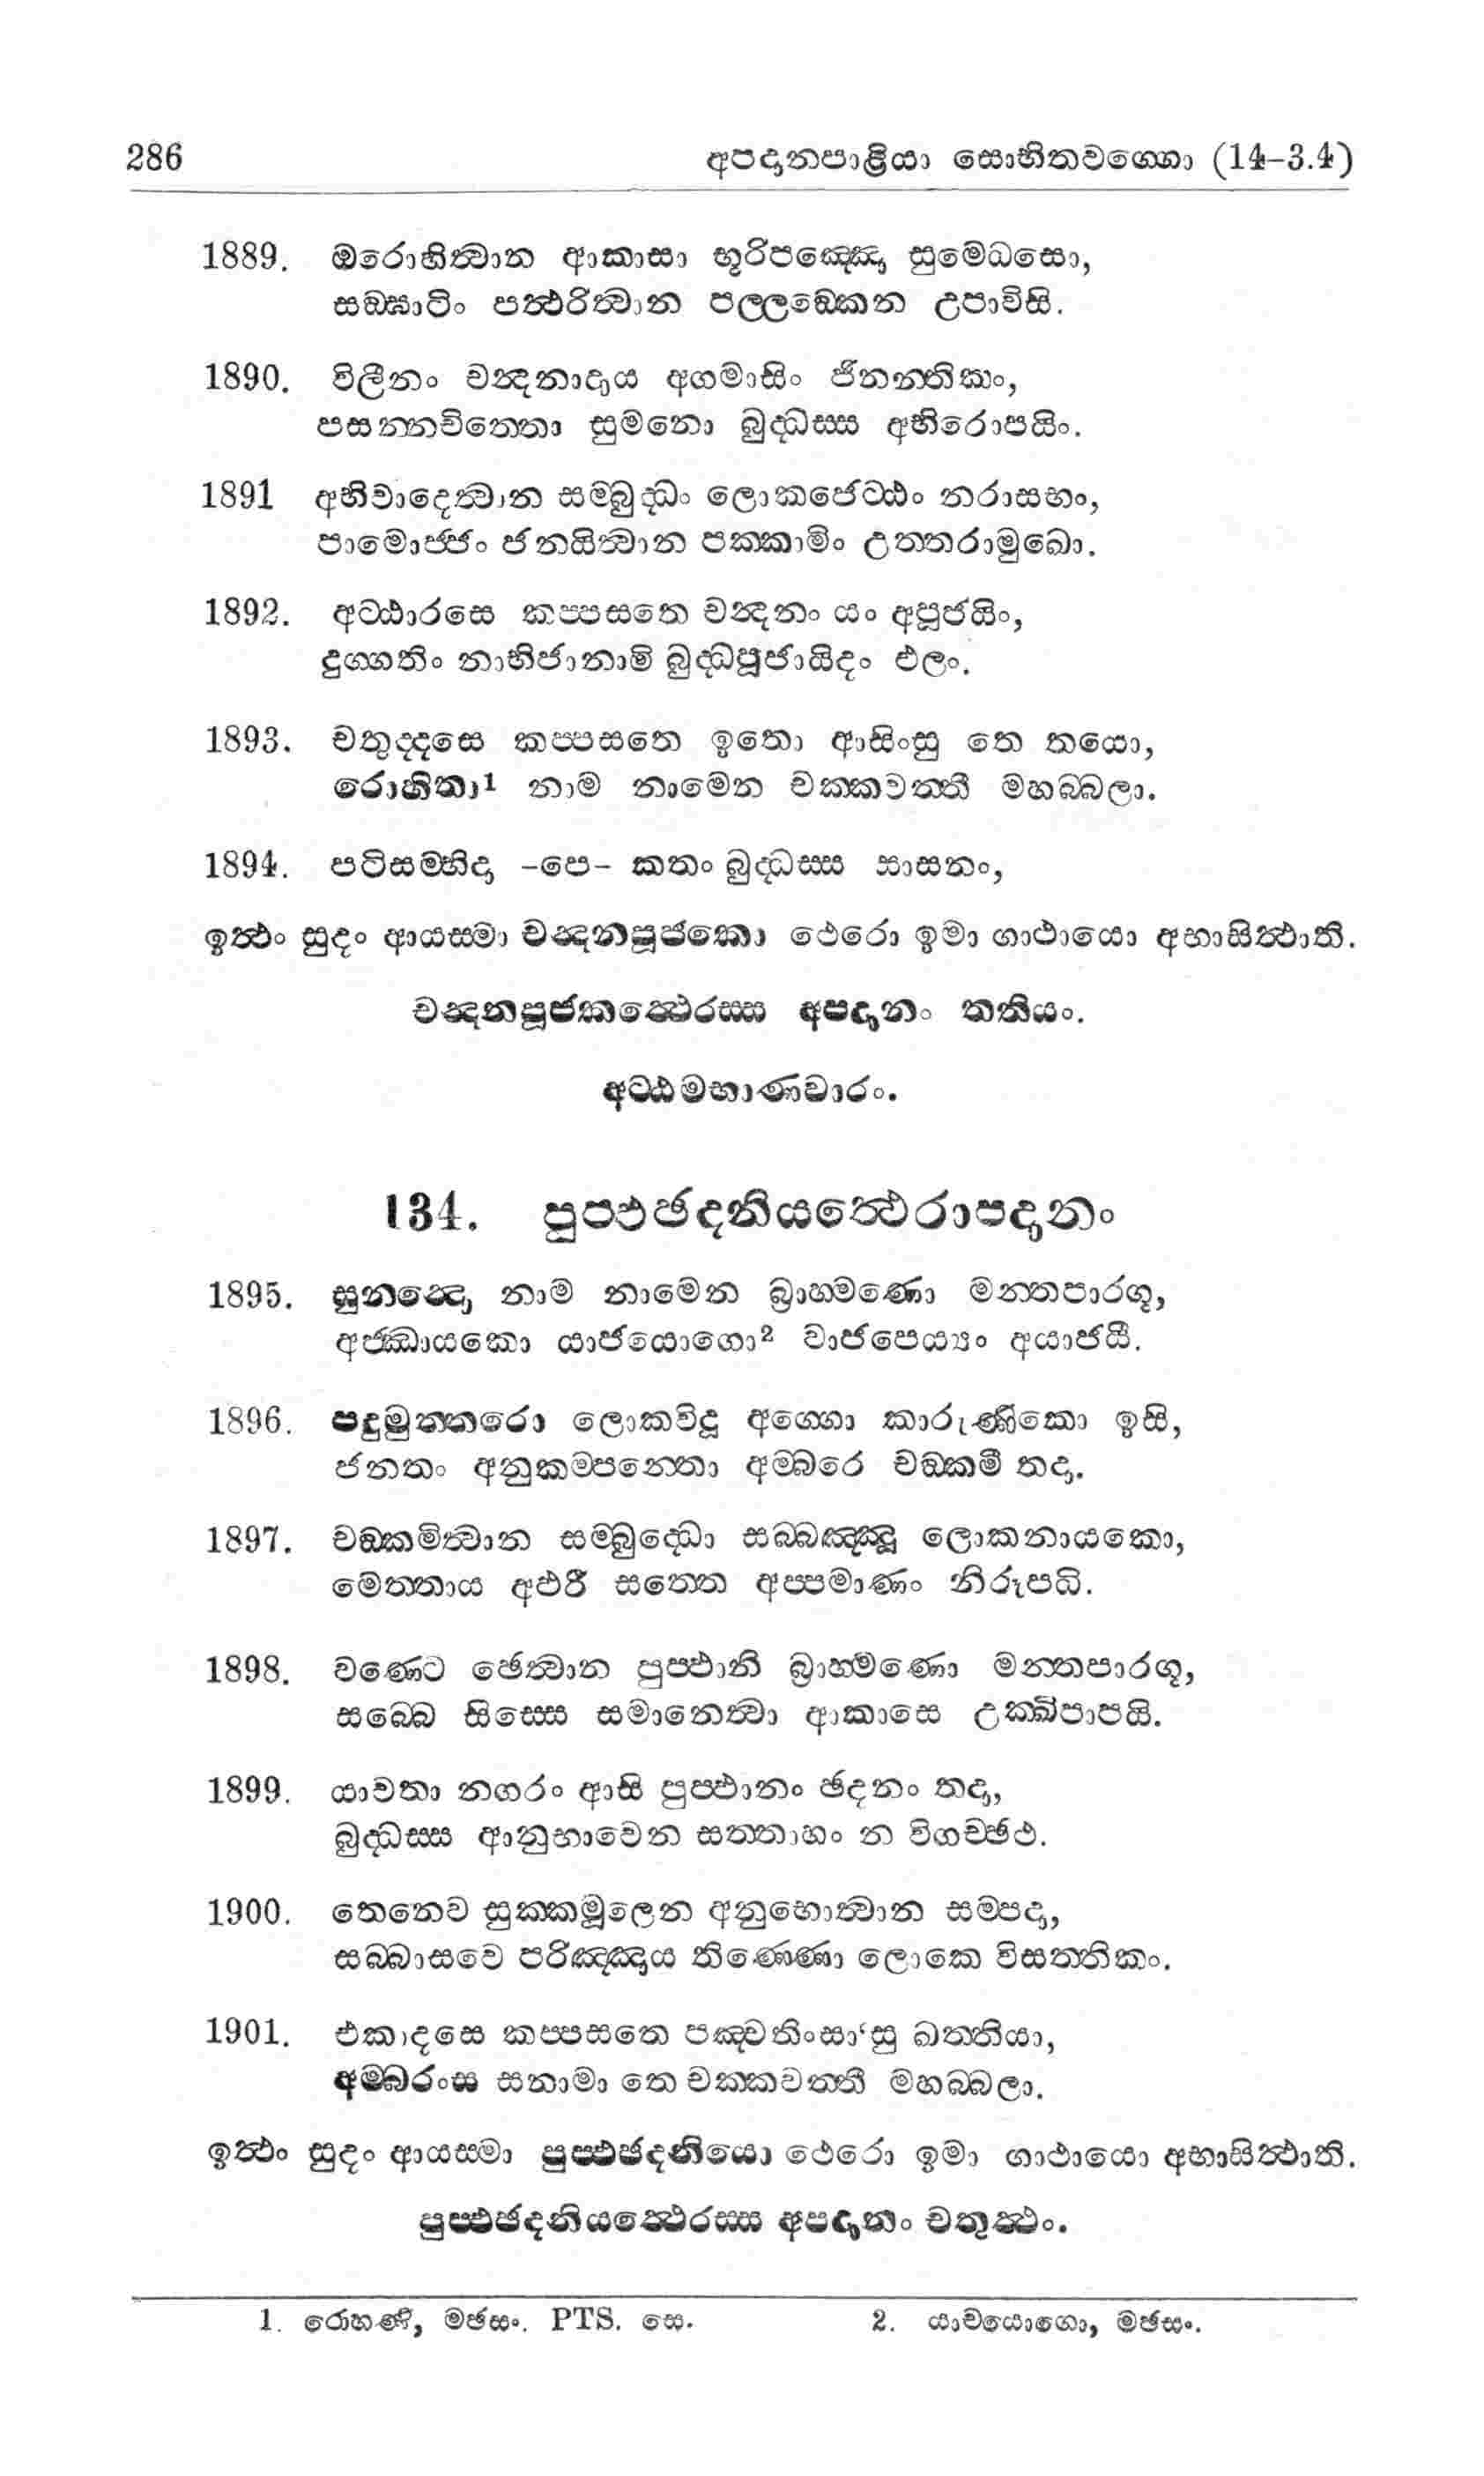 286 අපදානපාළියා සොභිතවග්ගො (14-3.4)
1889. ඔරොහිත්වාන ආකාසා භූරිපඤ්ඤා සුමෙධසො,
සඞ්ඝාටිං පත්ථරිත්වාන පල්ලඞ්කෙන උපාවිසි.
1890. විලීනං චන්දනාදාය අගමාසිං ජිනන්තිකං,
පසන්නචිත්තො සුමනො බුද්ධස්ස අභිරොපයිං.
1891 අභිවාදෙත්වාන සම්බුද්ධං ලොකජෙට්ඨං නරාසභං,
පාමොජ්ජං ජනයිත්වාන පක්කාමිං උත්තරාමුඛො.
1892. අට්ඨාරසෙ කප්පසතෙ චන්දනං යං අපූජයිං,
දුග්ගතිං නාභිජානාමි බුද්ධපූජායිදං ඵලං.
1893. චතුද්දසෙ කප්පසතෙ ඉතො ආසිංසු තෙ තයො,
රොහිතා¹ නාම නාමෙන චක්කවත්තී මහබ්බලා.
1894. පටිසම්භිදා -පෙ- කතං බුද්ධස්ස සාසනං,
ඉත්ථං සුදං ආයස්මා චන්දනපූජකො ථෙරො ඉමා ගාථායො අභාසිත්ථාති.
චන්දනපූජකත්ථෙරස්ස අපදානං තතියං.
අට්ඨමභාණවාරං.
134. පුප්ඵඡදනියත්ථෙරාපදානං
1895. සුනන්දො නාම නාමෙන බ්‍රාහ්මණො මන්තපාරගූ,
අජ්ඣායකො යාජයොගො² වාජපෙය්‍යං අයාජයී.
1896. පදුමුත්තරො ලොකවිදූ අග්ගො කාරුණිකො ඉසි,
ජනතං අනුකම්පන්තො අම්බරෙ චඞ්කමී තදා.
1897. චඞ්කමිත්වාන සම්බුද්ධො සබ්බඤ්ඤූ ලොකනායකො,
මෙත්තාය අඵරී සත්තෙ අප්පමාණං නිරූපධි.
1898. වණ්ටෙ ඡෙත්වාන පුප්ඵානි බ්‍රාහ්මණො මන්තපාරගූ,
සබ්බෙ සිස්සෙ සමානෙත්වා ආකාසෙ උක්ඛිපාපයි.
1899. යාවතා නගරං ආසි පුප්ඵානං ඡදනං තදා,
බුද්ධස්ස ආනුභාවෙන සත්තාහං න විගච්ඡථ.
1900. තෙනෙව සුක්කමූලෙන අනුභොත්වාන සම්පදා,
සබ්බාසවෙ පරිඤ්ඤාය තිණ්ණො ලොකෙ විසත්තිකං.
1901. එකාදසෙ කප්පසතෙ පඤ්චතිංසා‘සු ඛත්තියා,
අම්බරංස සනාමා තෙ චක්කවත්තී මහබ්බලා.
ඉත්ථං සුදං ආයස්මා පුප්ඵඡදනියො ථෙරො ඉමා ගාථායො අභාසිත්ථාති.
පුප්ඵඡදනියත්ථෙරස්ස අපදානං චතුත්ථං.
1. රොහණී, මඡසං. PTS. සෙ. 2. යාචයොගො, මඡසං.